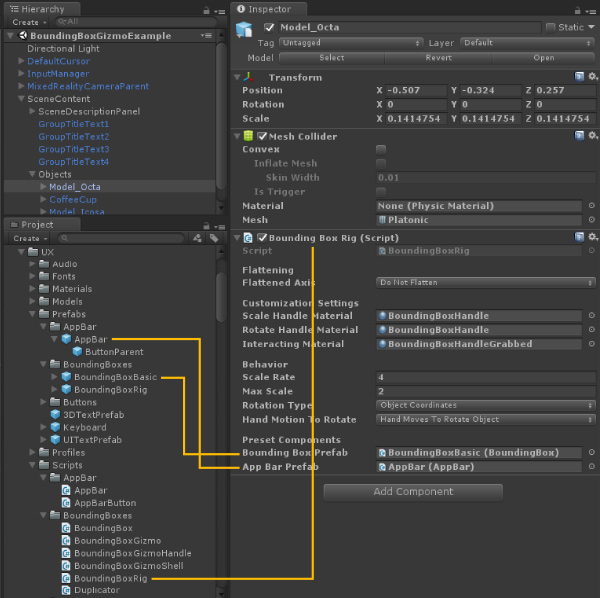 Hierarchy
Create
All
BoundingBoxGizmoExample
Directional Light
DefaultCursor
InputManager
MixedRealityCameraParent
SceneContent
SceneDescriptionPanel
GroupTitleText1
GroupTitleText2
GroupTitleText3
GroupTitleText4
Objects
Model_Octa
CoffeeCup
Model_Icosa
Project
Create
UX
Audio
Fonts
Materials
Models
Prefabs
AppBar
AppBar
ButtonParent
BoundingBoxes
BoundingBoxBasic
BoundingBoxRig
Buttons
3DTextPrefab
Keyboard
UITextPrefab
Profiles
Scripts
AppBar
AppBar
AppBarButton
BoundingBoxes
BoundingBox
BoundingBoxGizmo
BoundingBoxGizmoHandle
BoundingBoxGizmoShell
BoundingBoxRig
Duplicator
Inspector
Model_Octa Static
Tag Untagged Layer Default
Model Select Revert Open
Transform
Position X -0.507 Y -0.324 Z 0.257
Rotation X 0 Y 0 Z 0
Scale X 0.1414754 Y 0.1414754 Z 0.1414754
Mesh Collider
Convex
Inflate Mesh
Skin Width 0.01
Is Trigger
Material None (Physic Material)
Mesh Platonic
Bounding Box Rig (Script)
Script BoundingBoxRig
Flattening
Flattened Axis Do Not Flatten
Customization Settings
Scale Handle Material BoundingBoxHandle
Rotate Handle Material BoundingBoxHandle
Interacting Material BoundingBoxHandleGrabbed
Behavior
Scale Rate 4
Max Scale 2
Rotation Type Object Coordinates
Hand Motion To Rotate Hand Moves To Rotate Object
Preset Components
Bounding Box Prefab BoundingBoxBasic (BoundingBox)
App Bar Prefab AppBar (AppBar)
Add Component